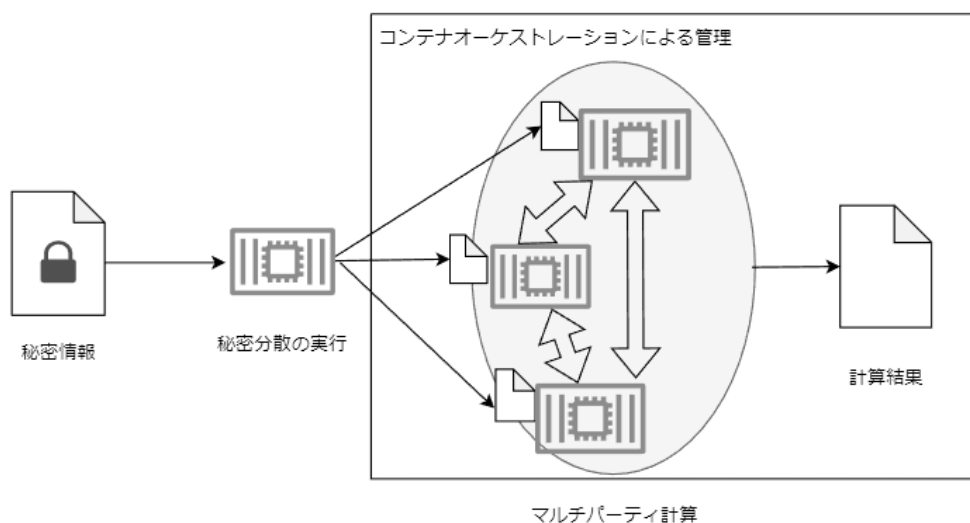 コンテナオーケストレーションによる管理
秘密情報
秘密分散の実行
計算結果
マルチパーティ計算